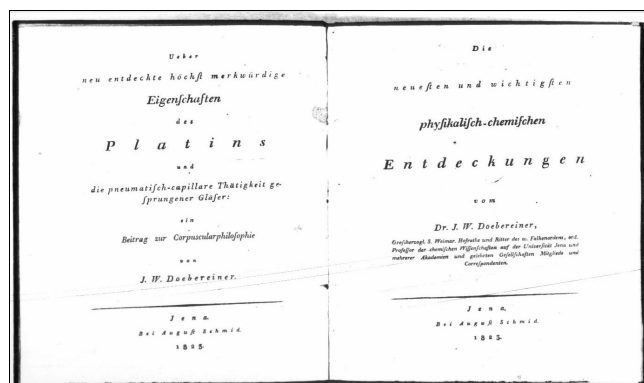 Ueber
neu entdeckte höchſt merkwürdige
Eigenſchaften
des
Platins
und
die pneumatiſch-capillare Thätigkeit ge-
ſprungener Gläſer:
ein
Beitrag zur Corpuscularphiloſophie
von
J. W. Doebereiner.
Jena.
Bei Auguſt Schmid.
1823.
Die
neueſten und wichtigſten
phyſikaliſch-chemiſchen
Entdeckungen
vom
Dr. J. W. Doebereiner,
Großherzogl. S. Weimar. Hofrathe und Ritter des w. Falkenordens, ord.
Profeſſor der chemiſchen Wiſſenſchaften auf der Univerſität Jena und
mehrerer Akademien und gelehrten Geſellſchaften Mitgliede und
Correſpondenten.
Jena.
Bei Auguſt Schmid.
1823.